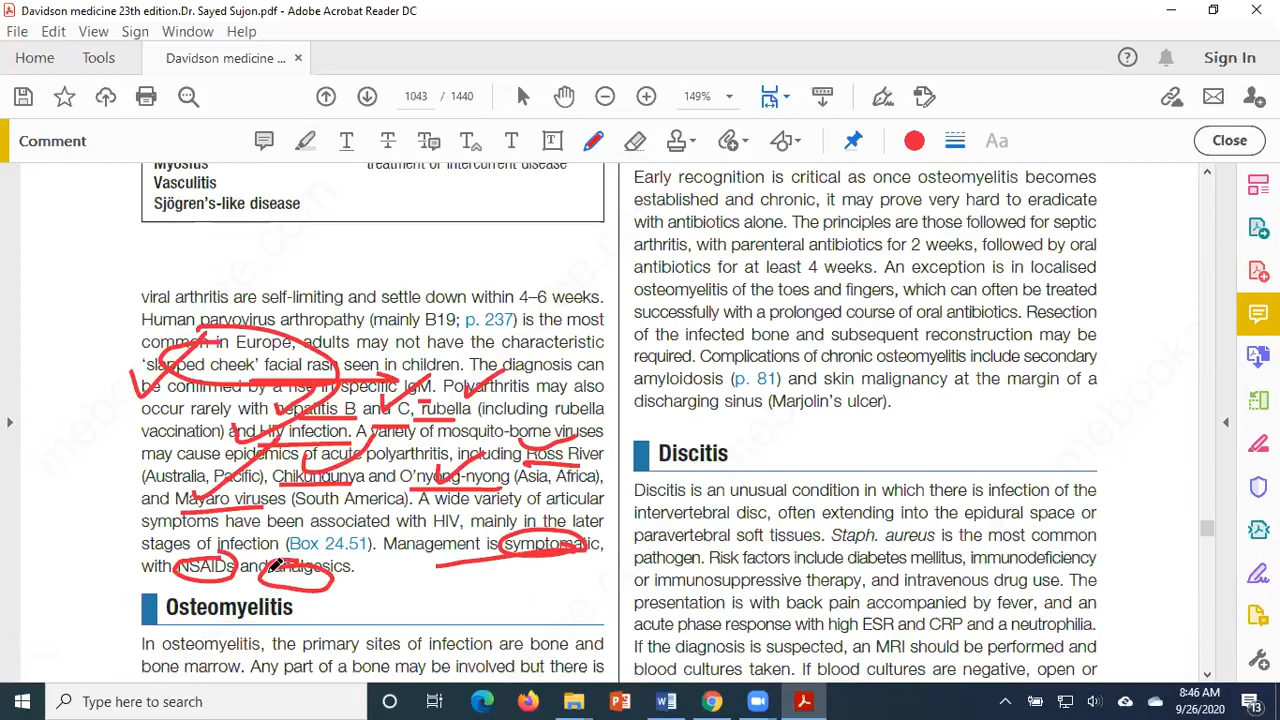 Davidson medicine 23th edition.Dr. Sayed Sujon.pdf - Adobe Acrobat Reader DC
File Edit View Sign Window Help
Home Tools Davidson medicine ... × Sign In
1043 / 1440 149%
Comment Close
Myositis
Vasculitis
Sjögren's-like disease
treatment of intercurrent disease
viral arthritis are self-limiting and settle down within 4–6 weeks.
Human parvovirus arthropathy (mainly B19; p. 237) is the most
common in Europe; adults may not have the characteristic
‘slapped cheek’ facial rash seen in children. The diagnosis can
be confirmed by a rise in specific IgM. Polyarthritis may also
occur rarely with hepatitis B and C, rubella (including rubella
vaccination) and HIV infection. A variety of mosquito-borne viruses
may cause epidemics of acute polyarthritis, including Ross River
(Australia, Pacific), Chikungunya and O’nyong-nyong (Asia, Africa),
and Mayaro viruses (South America). A wide variety of articular
symptoms have been associated with HIV, mainly in the later
stages of infection (Box 24.51). Management is symptomatic,
with NSAIDs and analgesics.
Osteomyelitis
In osteomyelitis, the primary sites of infection are bone and
bone marrow. Any part of a bone may be involved but there is
Early recognition is critical as once osteomyelitis becomes
established and chronic, it may prove very hard to eradicate
with antibiotics alone. The principles are those followed for septic
arthritis, with parenteral antibiotics for 2 weeks, followed by oral
antibiotics for at least 4 weeks. An exception is in localised
osteomyelitis of the toes and fingers, which can often be treated
successfully with a prolonged course of oral antibiotics. Resection
of the infected bone and subsequent reconstruction may be
required. Complications of chronic osteomyelitis include secondary
amyloidosis (p. 81) and skin malignancy at the margin of a
discharging sinus (Marjolin’s ulcer).
Discitis
Discitis is an unusual condition in which there is infection of the
intervertebral disc, often extending into the epidural space or
paravertebral soft tissues. Staph. aureus is the most common
pathogen. Risk factors include diabetes mellitus, immunodeficiency
or immunosuppressive therapy, and intravenous drug use. The
presentation is with back pain accompanied by fever, and an
acute phase response with high ESR and CRP and a neutrophilia.
If the diagnosis is suspected, an MRI should be performed and
blood cultures taken. If blood cultures are negative, open or
Type here to search
8:46 AM
9/26/2020
13